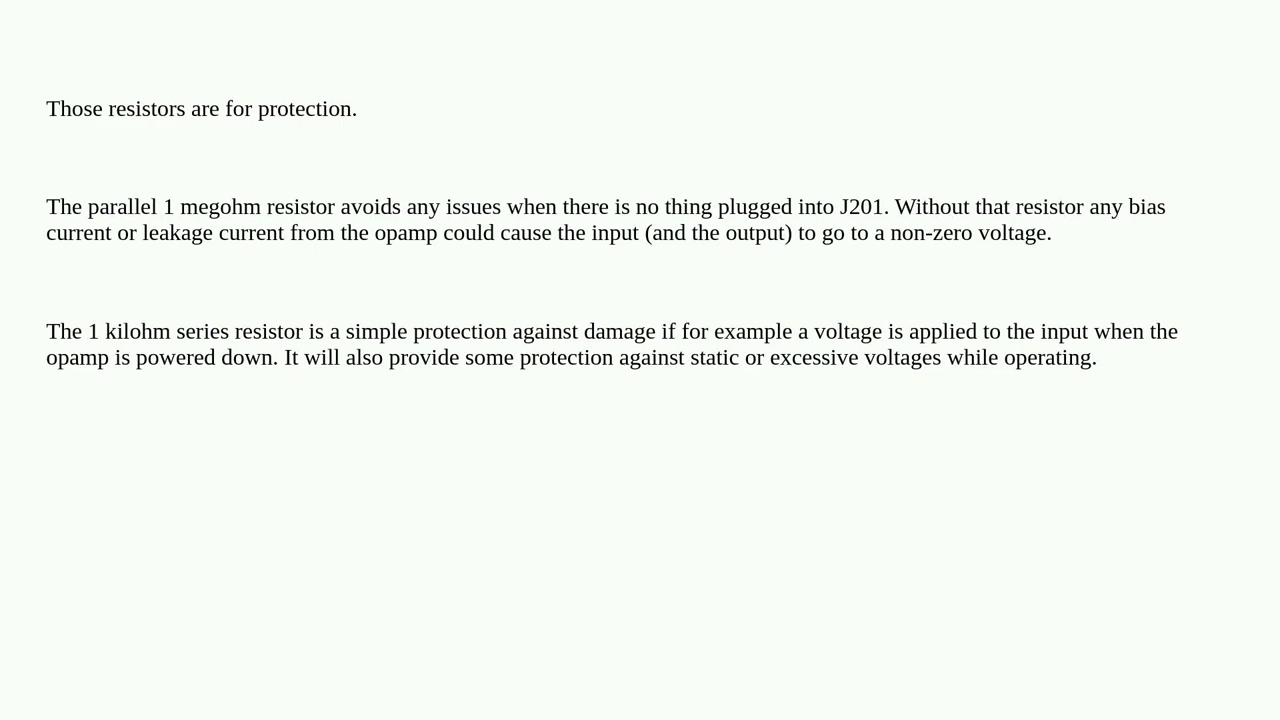 Those resistors are for protection.
The parallel 1 megohm resistor avoids any issues when there is no thing plugged into J201. Without that resistor any bias
current or leakage current from the opamp could cause the input (and the output) to go to a non-zero voltage.
The 1 kilohm series resistor is a simple protection against damage if for example a voltage is applied to the input when the
opamp is powered down. It will also provide some protection against static or excessive voltages while operating.